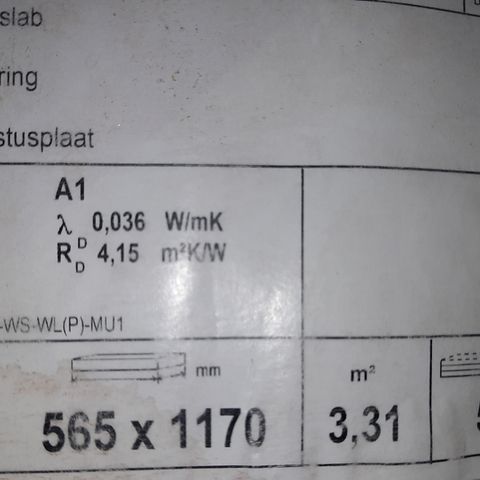 slab
ring
stusplaat
A1
λD 0,036 W/mK
RD 4,15 m²K/W
-WS-WL(P)-MU1
mm
m²
565 x 1170
3,31